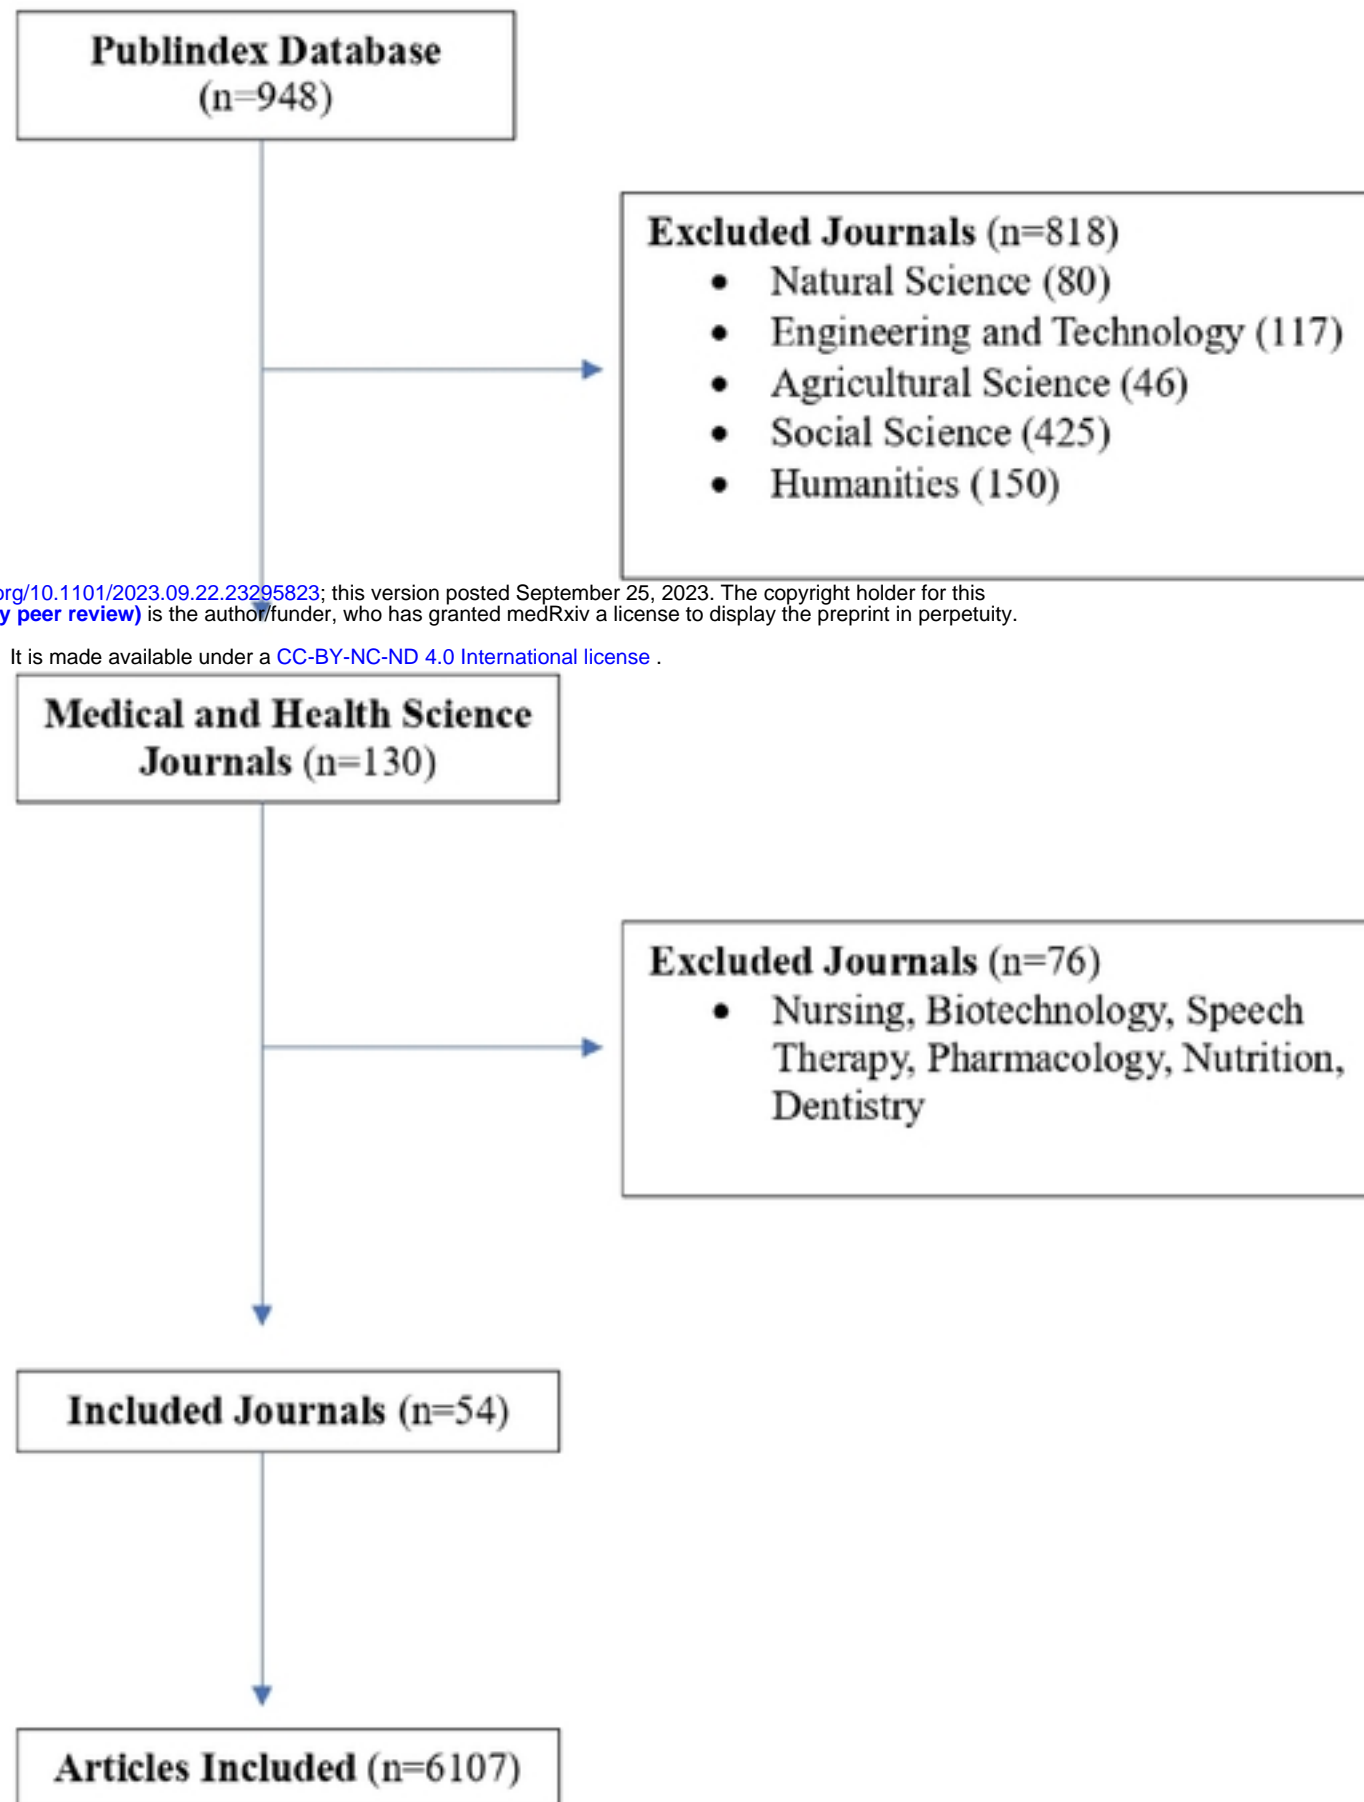 Publindex Database
(n=948)
Excluded Journals (n=818)
• Natural Science (80)
• Engineering and Technology (117)
• Agricultural Science (46)
• Social Science (425)
• Humanities (150)
org/10.1101/2023.09.22.23295823; this version posted September 25, 2023. The copyright holder for this
y peer review) is the author/funder, who has granted medRxiv a license to display the preprint in perpetuity.
It is made available under a CC-BY-NC-ND 4.0 International license .
Medical and Health Science
Journals (n=130)
Excluded Journals (n=76)
• Nursing, Biotechnology, Speech
Therapy, Pharmacology, Nutrition,
Dentistry
Included Journals (n=54)
Articles Included (n=6107)